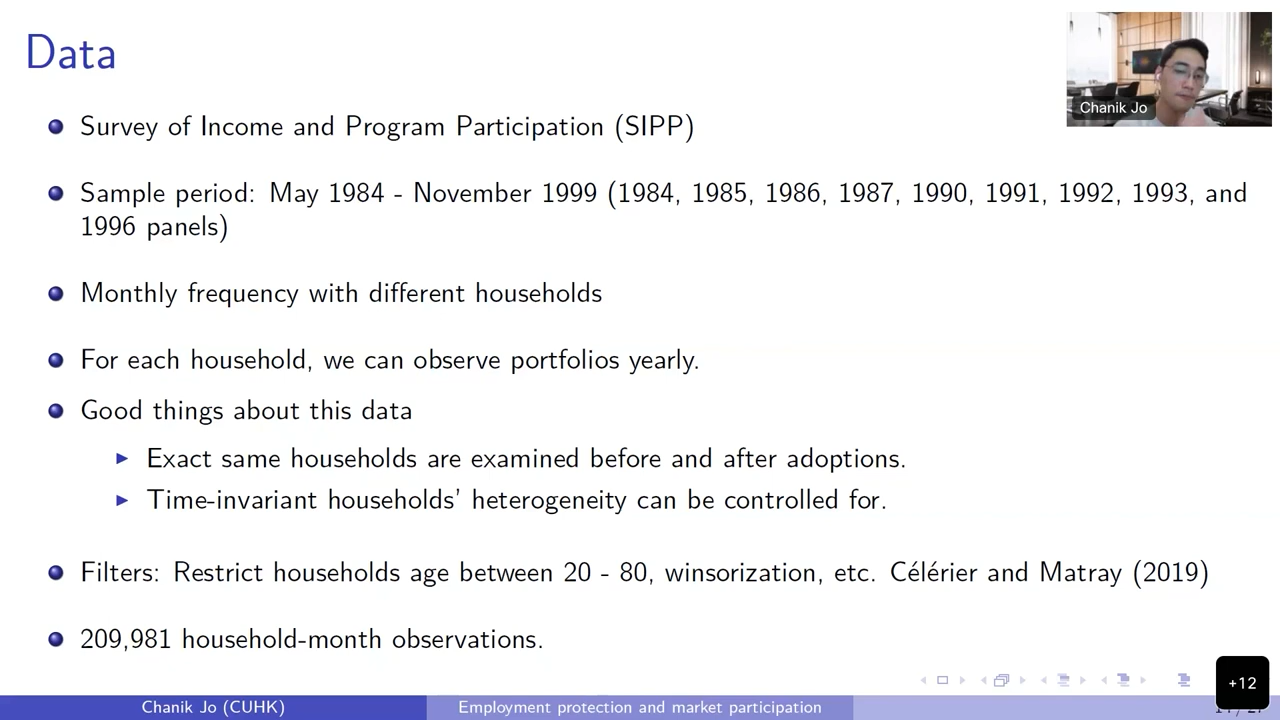 Data
Chanik Jo
Survey of Income and Program Participation (SIPP)
Sample period: May 1984 - November 1999 (1984, 1985, 1986, 1987, 1990, 1991, 1992, 1993, and
1996 panels)
Monthly frequency with different households
For each household, we can observe portfolios yearly.
Good things about this data
Exact same households are examined before and after adoptions.
Time-invariant households' heterogeneity can be controlled for.
Filters: Restrict households age between 20 - 80, winsorization, etc. Célérier and Matray (2019)
209,981 household-month observations.
+12
Chanik Jo (CUHK)
Employment protection and market participation